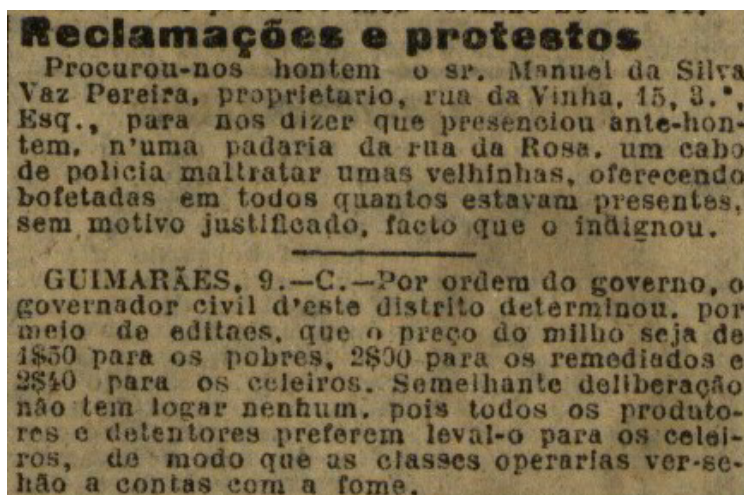 Reclamações e protestos
Procurou-nos hontem o sr. Manuel da Silva
Vaz Pereira, proprietario, rua da Vinha, 15, 3.º,
Esq., para nos dizer que presenciou ante-hon-
tem, n'uma padaria da rua da Rosa, um cabo
de policia maltratar umas velhinhas, oferecendo
bofetadas em todos quantos estavam presentes,
sem motivo justificado, facto que o indignou.
GUIMARÃES, 9.—C.—Por ordem do governo, o
governador civil d'este distrito determinou, por
meio de editaes, que o preço do milho seja de
1$50 para os pobres, 2$00 para os remediados e
2$40 para os celeiros. Semelhante deliberação
não tem logar nenhum, pois todos os produto-
res e detentores preferem leval-o para os celei-
ros, de modo que as classes operarias ver-se-
hão a contas com a fome.